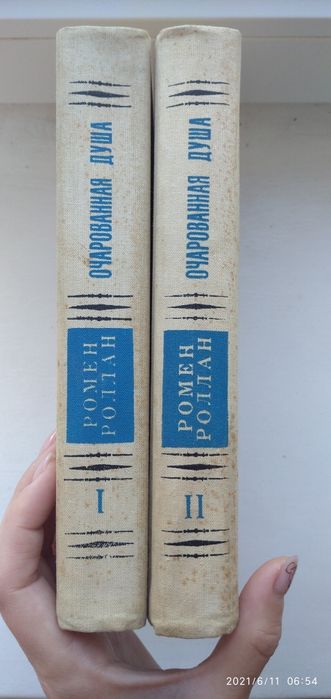 ОЧАРОВАННАЯ ДУША
РОМЕН
РОЛЛАН
I
ОЧАРОВАННАЯ ДУША
РОМЕН
РОЛЛАН
II
2021/6/11 06:54